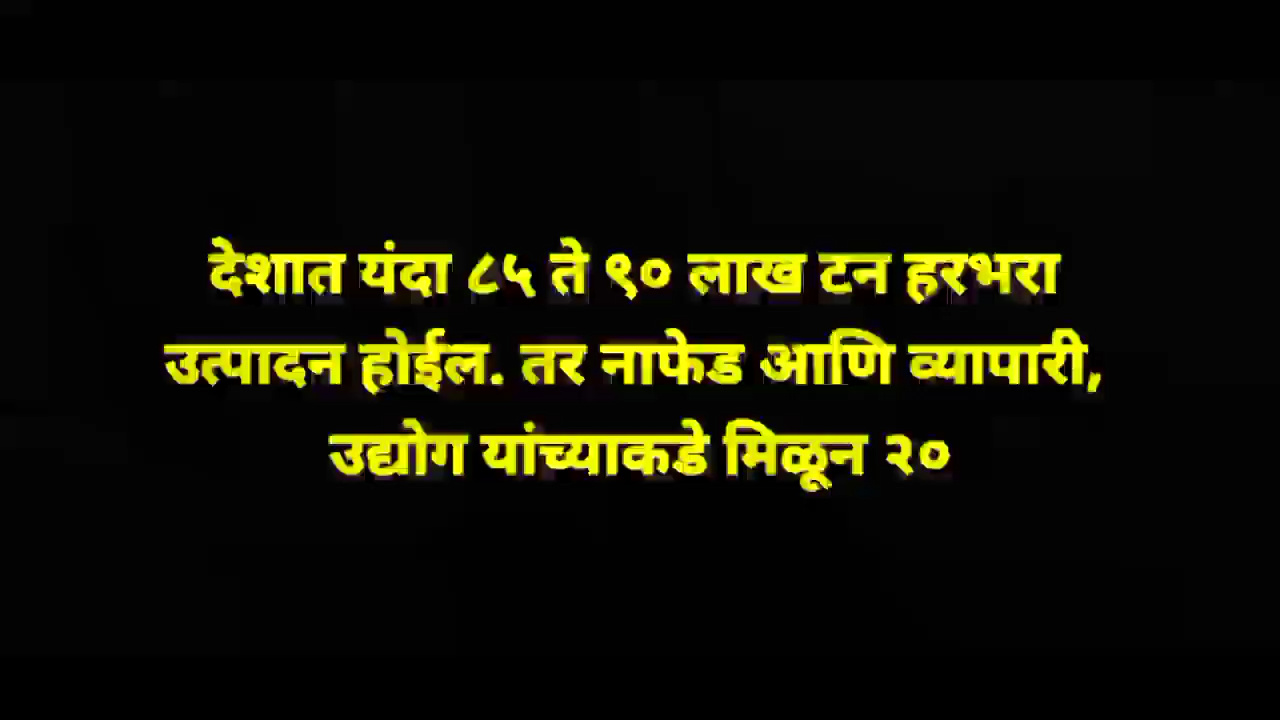 देशात यंदा ८५ ते ९० लाख टन हरभरा
उत्पादन होईल. तर नाफेड आणि व्यापारी,
उद्योग यांच्याकडे मिळून २०